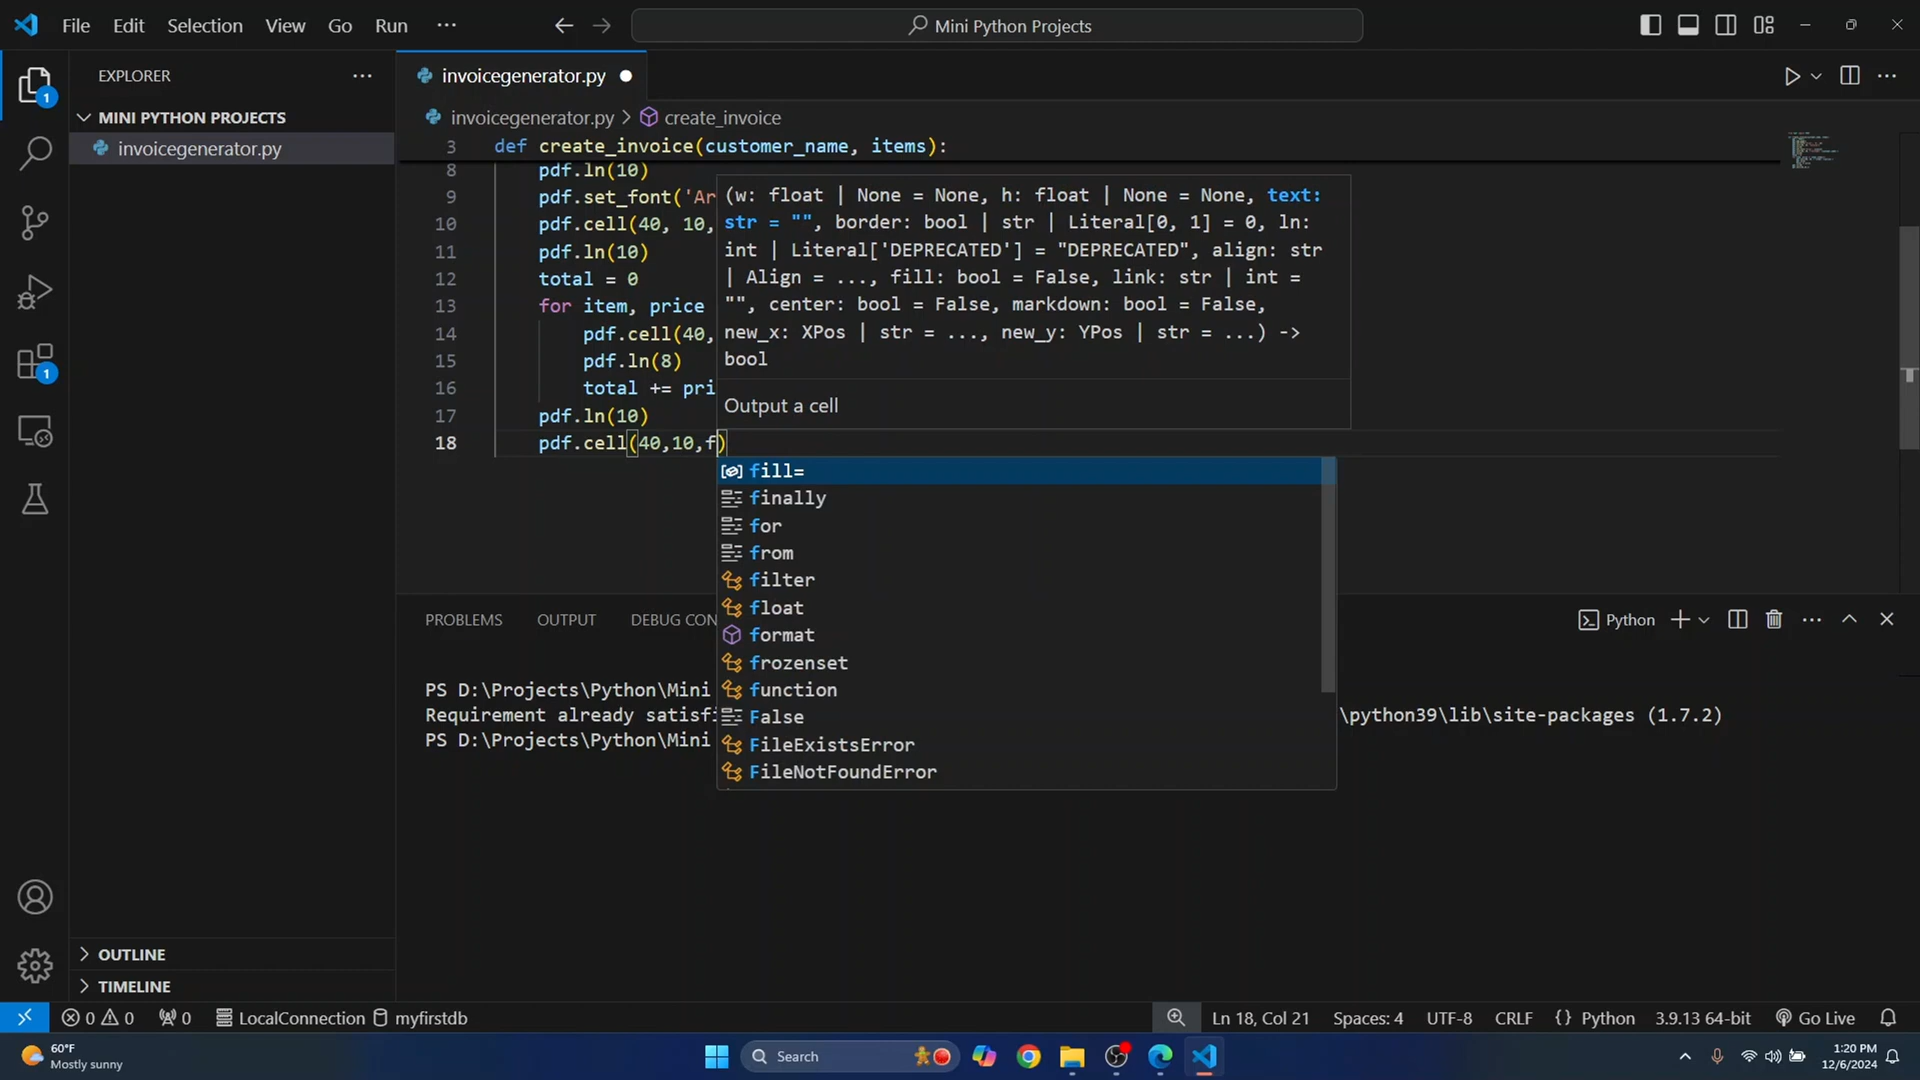 File Edit Selection View Go Run ··· Mini Python Projects
EXPLORER ···
MINI PYTHON PROJECTS
invoicegenerator.py
invoicegenerator.py
invoicegenerator.py > create_invoice
3 def create_invoice(customer_name, items):
8 pdf.ln(10)
9 pdf.set_font('Ar
10 pdf.cell(40, 10,
11 pdf.ln(10)
12 total = 0
13 for item, price
14 pdf.cell(40,
15 pdf.ln(8)
16 total += pri
17 pdf.ln(10)
18 pdf.cell(40,10,f)
(w: float | None = None, h: float | None = None, text:
str = "", border: bool | str | Literal[0, 1] = 0, ln:
int | Literal['DEPRECATED'] = "DEPRECATED", align: str
| Align = ..., fill: bool = False, link: str | int =
"", center: bool = False, markdown: bool = False,
new_x: XPos | str = ..., new_y: YPos | str = ...) ->
bool
Output a cell
fill=
finally
for
from
filter
float
format
frozenset
function
False
FileExistsError
FileNotFoundError
PROBLEMS OUTPUT DEBUG CON Python
PS D:\Projects\Python\Mini
Requirement already satisfi \python39\lib\site-packages (1.7.2)
PS D:\Projects\Python\Mini
OUTLINE
TIMELINE
0 0 0 LocalConnection myfirstdb Ln 18, Col 21 Spaces: 4 UTF-8 CRLF {} Python 3.9.13 64-bit Go Live
60°F
Mostly sunny
Search
1:20 PM
12/6/2024
1
1